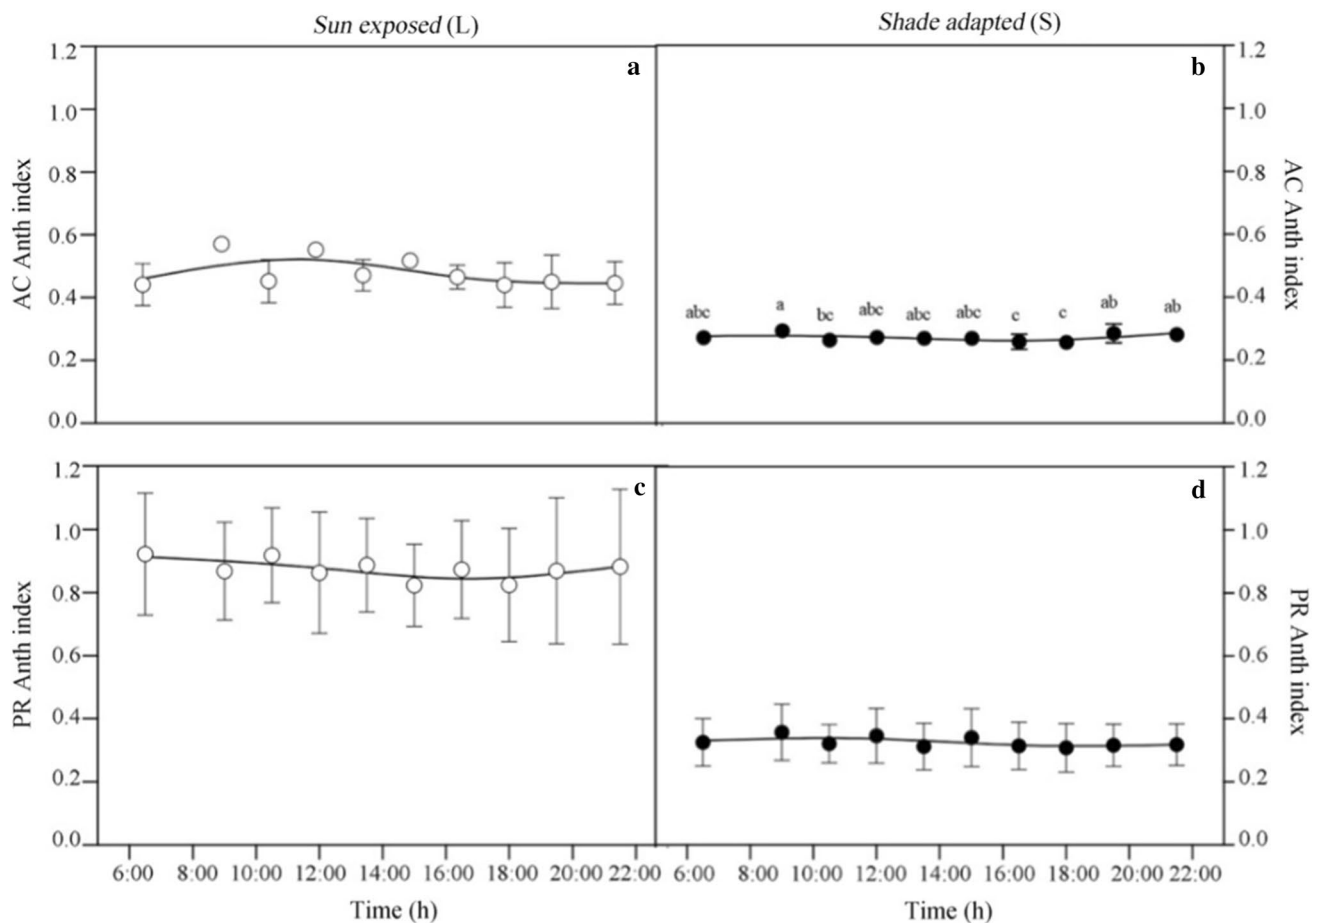 Sun exposed (L)
Shade adapted (S)
a
b
1.2
1.0
0.8
0.6
0.4
0.2
0.0
AC Anth index
abc
a
bc
abc
abc
abc
c
c
ab
ab
1.2
1.0
0.8
0.6
0.4
0.2
0.0
AC Anth index
c
d
1.2
1.0
0.8
0.6
0.4
0.2
0.0
PR Anth index
1.2
1.0
0.8
0.6
0.4
0.2
0.0
PR Anth index
6:00 8:00 10:00 12:00 14:00 16:00 18:00 20:00 22:00
6:00 8:00 10:00 12:00 14:00 16:00 18:00 20:00 22:00
Time (h)
Time (h)